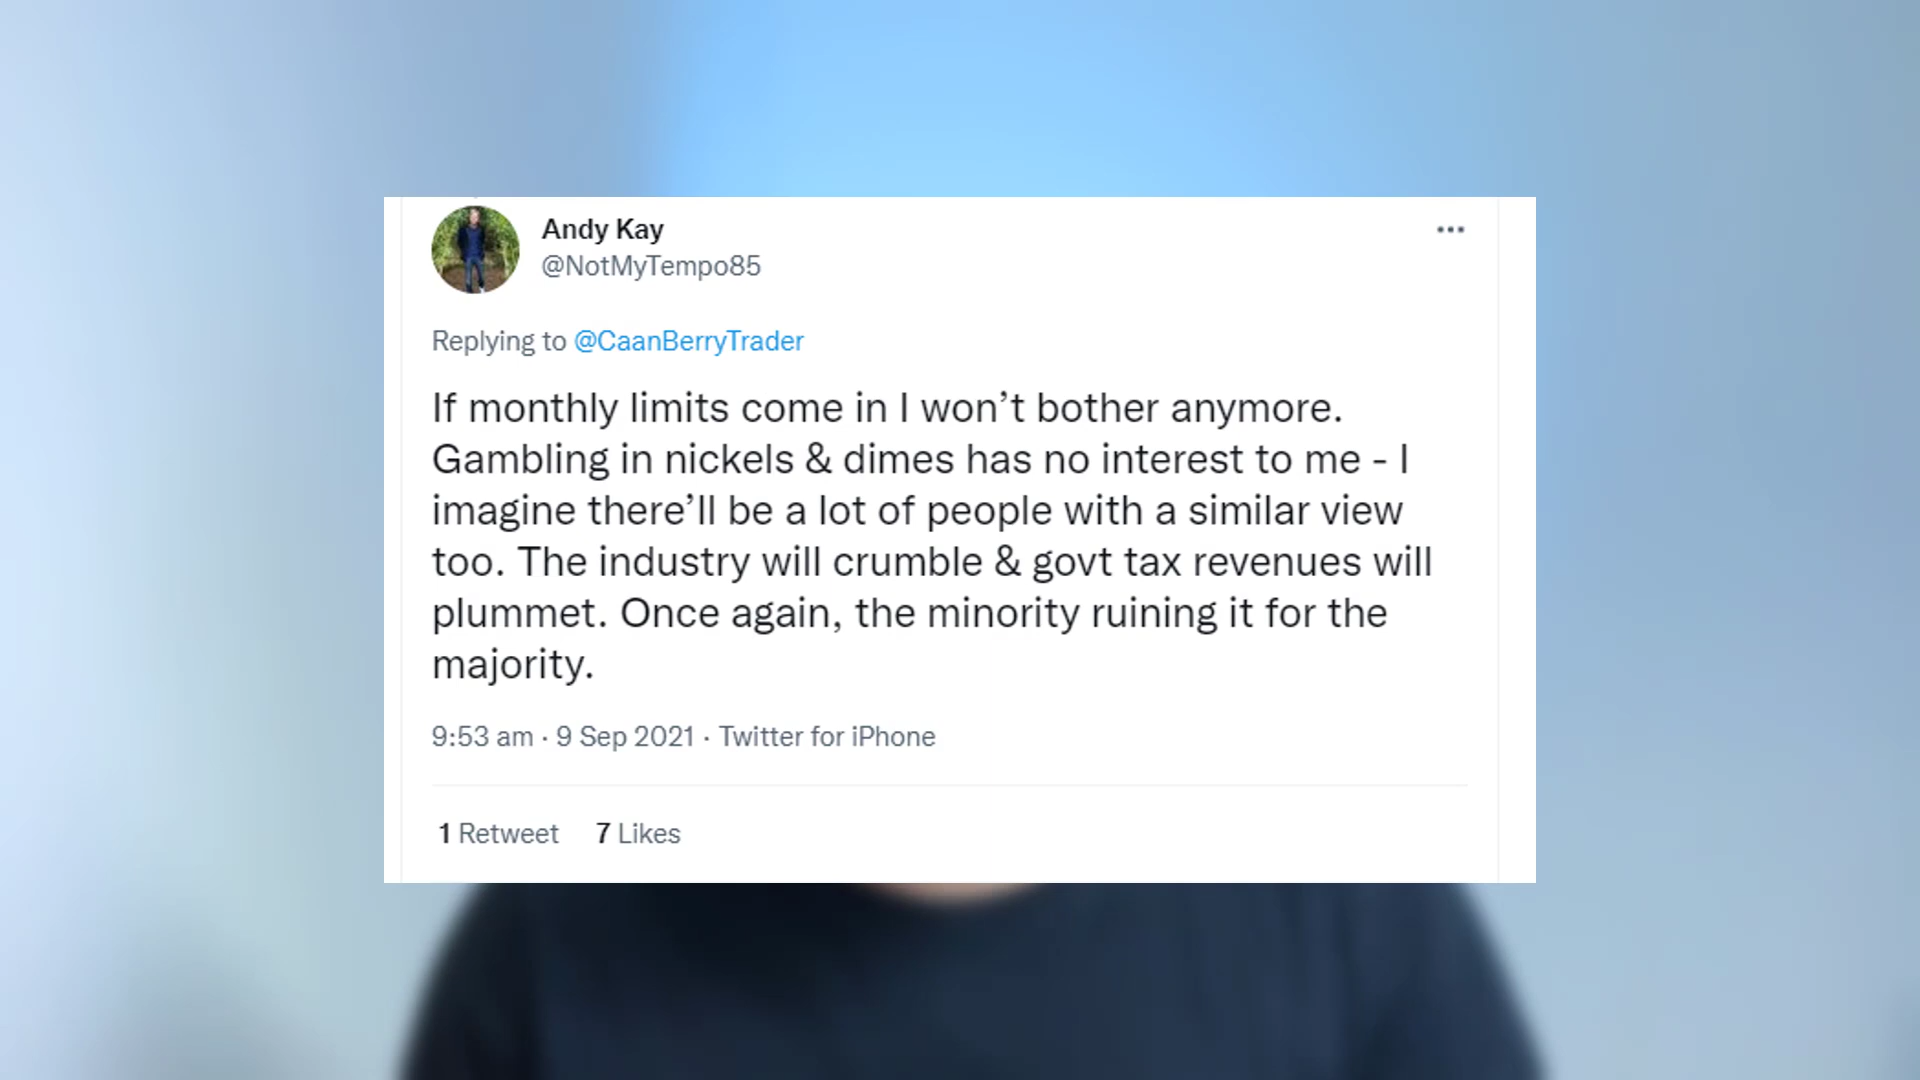 Andy Kay
@NotMyTempo85
Replying to @CaanBerryTrader
If monthly limits come in I won’t bother anymore.
Gambling in nickels & dimes has no interest to me - I
imagine there’ll be a lot of people with a similar view
too. The industry will crumble & govt tax revenues will
plummet. Once again, the minority ruining it for the
majority.
9:53 am · 9 Sep 2021 · Twitter for iPhone
1 Retweet 7 Likes